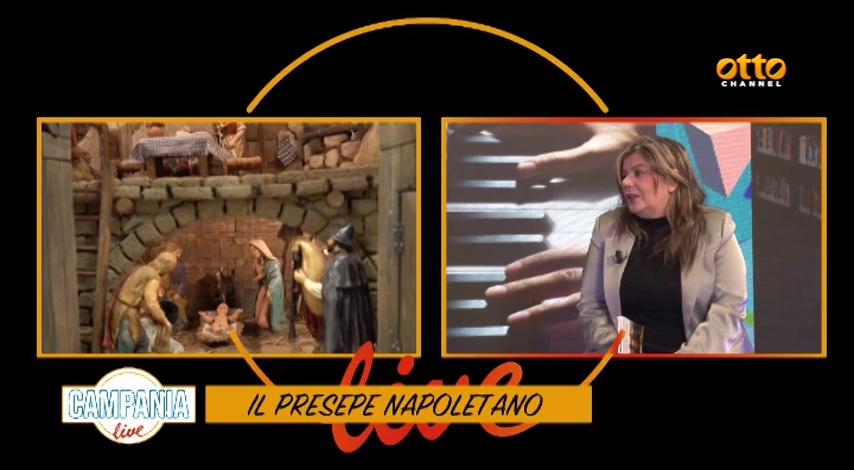 otto
CHANNEL
live
CAMPANIA
live
IL PRESEPE NAPOLETANO